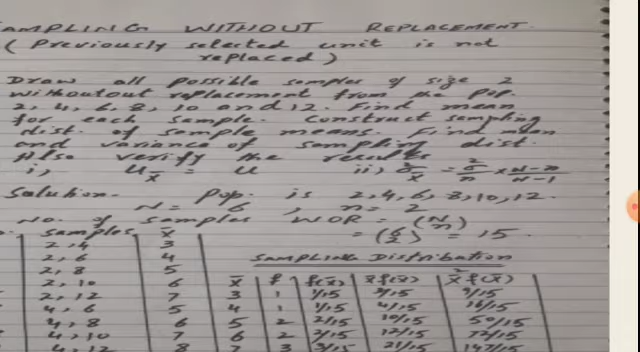 SAMPLING WITHOUT REPLACEMENT.
(Previously selected unit is not
replaced)
Draw all possible samples of size 2
withoutout replacement from the pop.
2, 4, 6, 8, 10 and 12. Find mean
for each sample. Construct sampling
dist. of sample means. Find mean
and variance of sampling dist.
Also verify the results
i, μx̄ = μ ii, σ²x̄ = σ²/n × N-n/N-1
Solution. Pop. is 2,4,6,8,10,12.
N = 6, n = 2
No. of samples WOR = (N n)
= (6 2) = 15.
samples x̄
2,4 3
2,6 4
2,8 5
2,10 6
2,12 7
4,6 5
4,8 6
4,10 7
4,12 8
SAMPLING DISTRIBUTION
x̄ f f(x̄) x̄f(x̄) x̄²f(x̄)
3 1 1/15 3/15 9/15
4 1 1/15 4/15 16/15
5 2 2/15 10/15 50/15
6 2 2/15 12/15 72/15
7 3 3/15 21/15 147/15